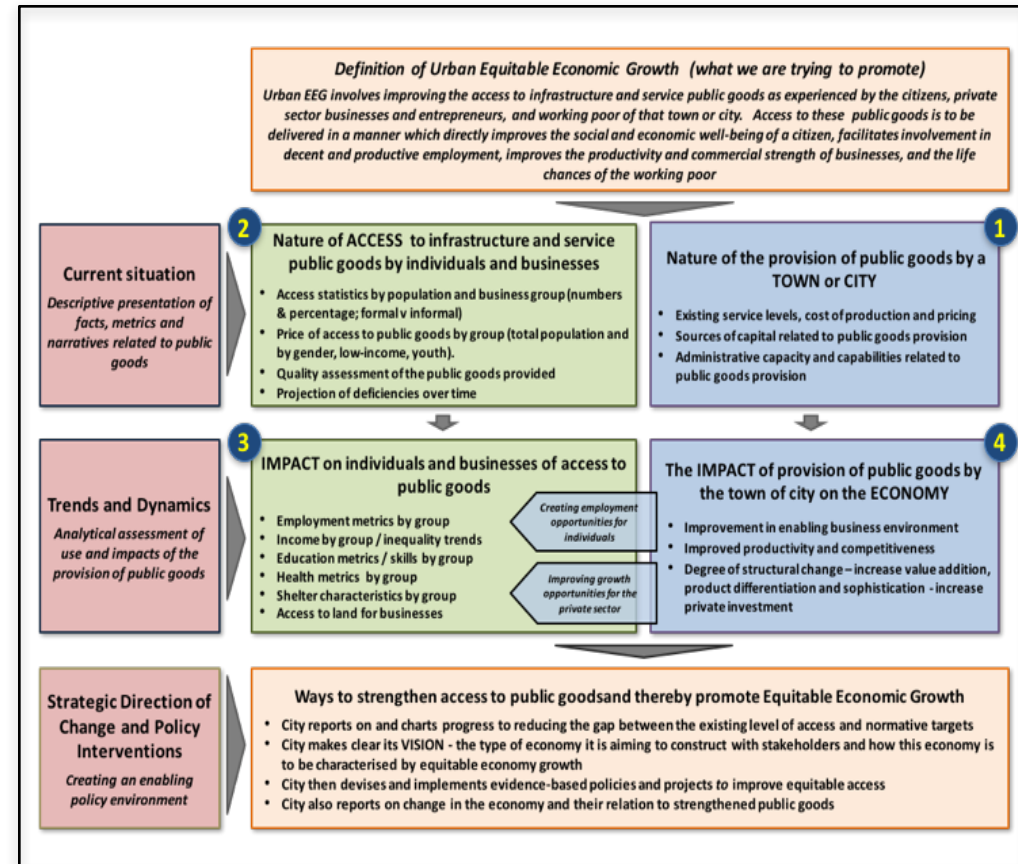 Definition of Urban Equitable Economic Growth (what we are trying to promote)
Urban EEG involves improving the access to infrastructure and service public goods as experienced by the citizens, private
sector businesses and entrepreneurs, and working poor of that town or city. Access to these public goods is to be
delivered in a manner which directly improves the social and economic well-being of a citizen, facilitates involvement in
decent and productive employment, improves the productivity and commercial strength of businesses, and the life
chances of the working poor
Current situation
Descriptive presentation of
facts, metrics and
narratives related to public
goods
2
Nature of ACCESS to infrastructure and service
public goods by individuals and businesses
• Access statistics by population and business group (numbers
& percentage; formal v informal)
• Price of access to public goods by group (total population and
by gender, low-income, youth).
• Quality assessment of the public goods provided
• Projection of deficiencies over time
1
Nature of the provision of public goods by a
TOWN or CITY
• Existing service levels, cost of production and pricing
• Sources of capital related to public goods provision
• Administrative capacity and capabilities related to
public goods provision
Trends and Dynamics
Analytical assessment of
use and impacts of the
provision of public goods
3
IMPACT on individuals and businesses of access to
public goods
• Employment metrics by group
• Income by group / inequality trends
• Education metrics / skills by group
• Health metrics by group
• Shelter characteristics by group
• Access to land for businesses
Creating employment
opportunities for
individuals
Improving growth
opportunities for the
private sector
4
The IMPACT of provision of public goods by
the town of city on the ECONOMY
• Improvement in enabling business environment
• Improved productivity and competitiveness
• Degree of structural change – increase value addition,
product differentiation and sophistication - increase
private investment
Strategic Direction of
Change and Policy
Interventions
Creating an enabling
policy environment
Ways to strengthen access to public goodsand thereby promote Equitable Economic Growth
• City reports on and charts progress to reducing the gap between the existing level of access and normative targets
• City makes clear its VISION - the type of economy it is aiming to construct with stakeholders and how this economy is
to be characterised by equitable economy growth
• City then devises and implements evidence-based policies and projects to improve equitable access
• City also reports on change in the economy and their relation to strengthened public goods